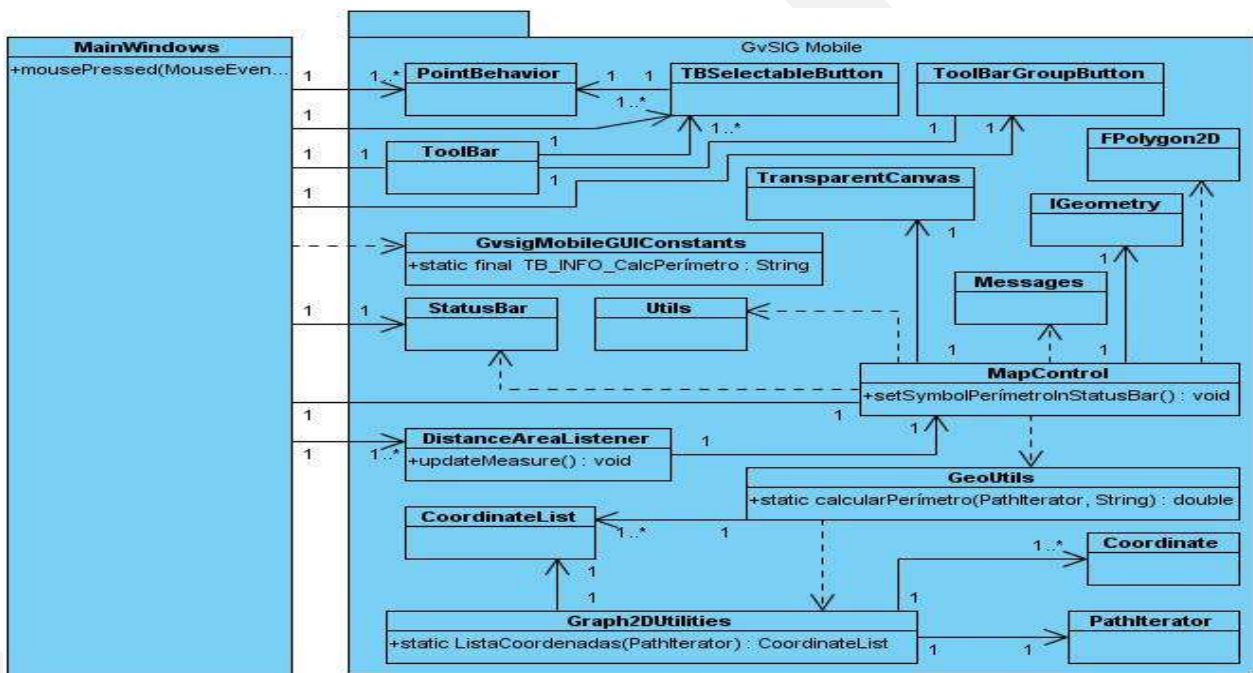 MainWindows
+mousePressed(MouseEven...
GvSIG Mobile
1
1..*
PointBehavior
1
1
TBSelectableButton
ToolBarGroupButton
1
1..*
1..*
1
1
FPolygon2D
1
1
ToolBar
1
1
1
TransparentCanvas
IGeometry
1
1
GvsigMobileGUIConstants
+static final TB_INFO_CalcPerímetro : String
Messages
1
1
StatusBar
Utils
1
1
MapControl
+setSymbolPerímetroInStatusBar() : void
1
1
1
1
1..*
DistanceAreaListener
+updateMeasure() : void
1
GeoUtils
+static calcularPerímetro(PathIterator, String) : double
CoordinateList
1..*
1
1..*
Coordinate
1
1
1
Graph2DUtilities
+static ListaCoordenadas(PathIterator) : CoordinateList
1
1
PathIterator